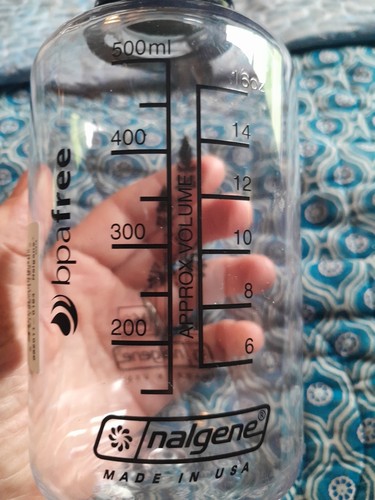 500ml
16oz
400
14
12
300
10
8
200
6
APPROX VOLUME
bpafree
nalgene®
MADE IN USA